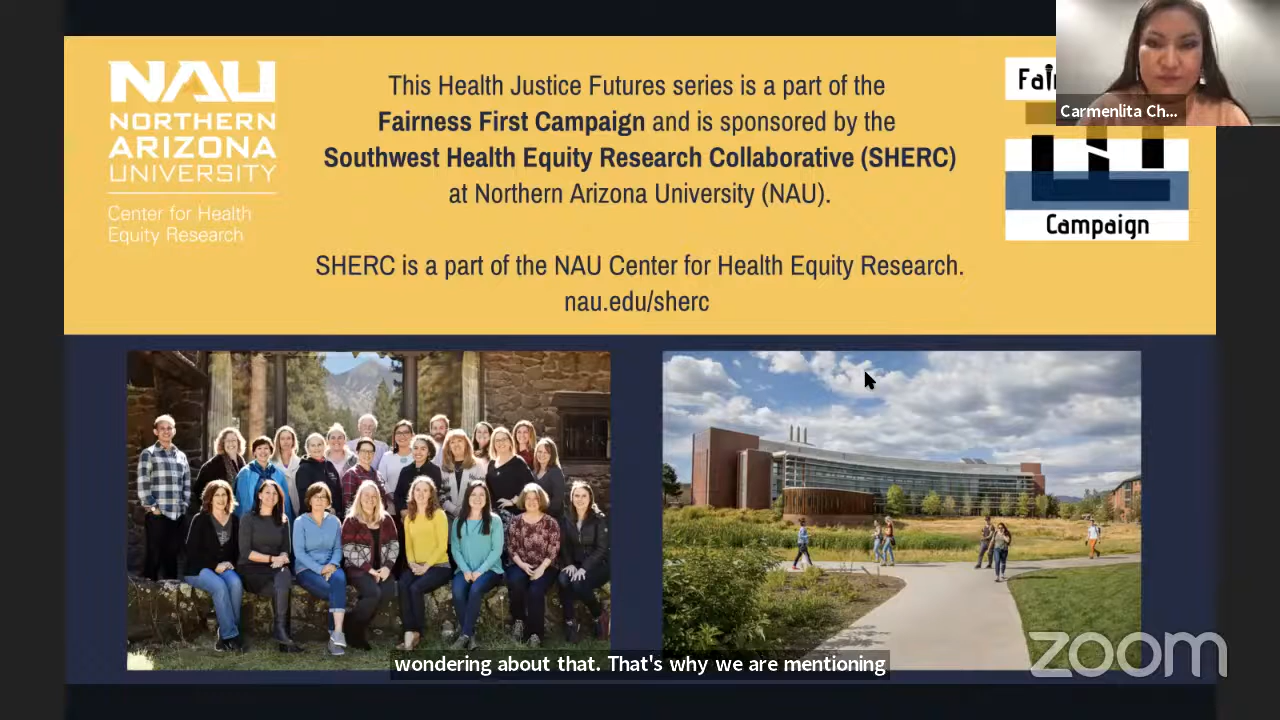 NAU
NORTHERN
ARIZONA
UNIVERSITY
Center for Health
Equity Research
This Health Justice Futures series is a part of the
Fairness First Campaign and is sponsored by the
Southwest Health Equity Research Collaborative (SHERC)
at Northern Arizona University (NAU).
SHERC is a part of the NAU Center for Health Equity Research.
nau.edu/sherc
Carmenlita Ch...
Campaign
wondering about that. That's why we are mentioning
zoom